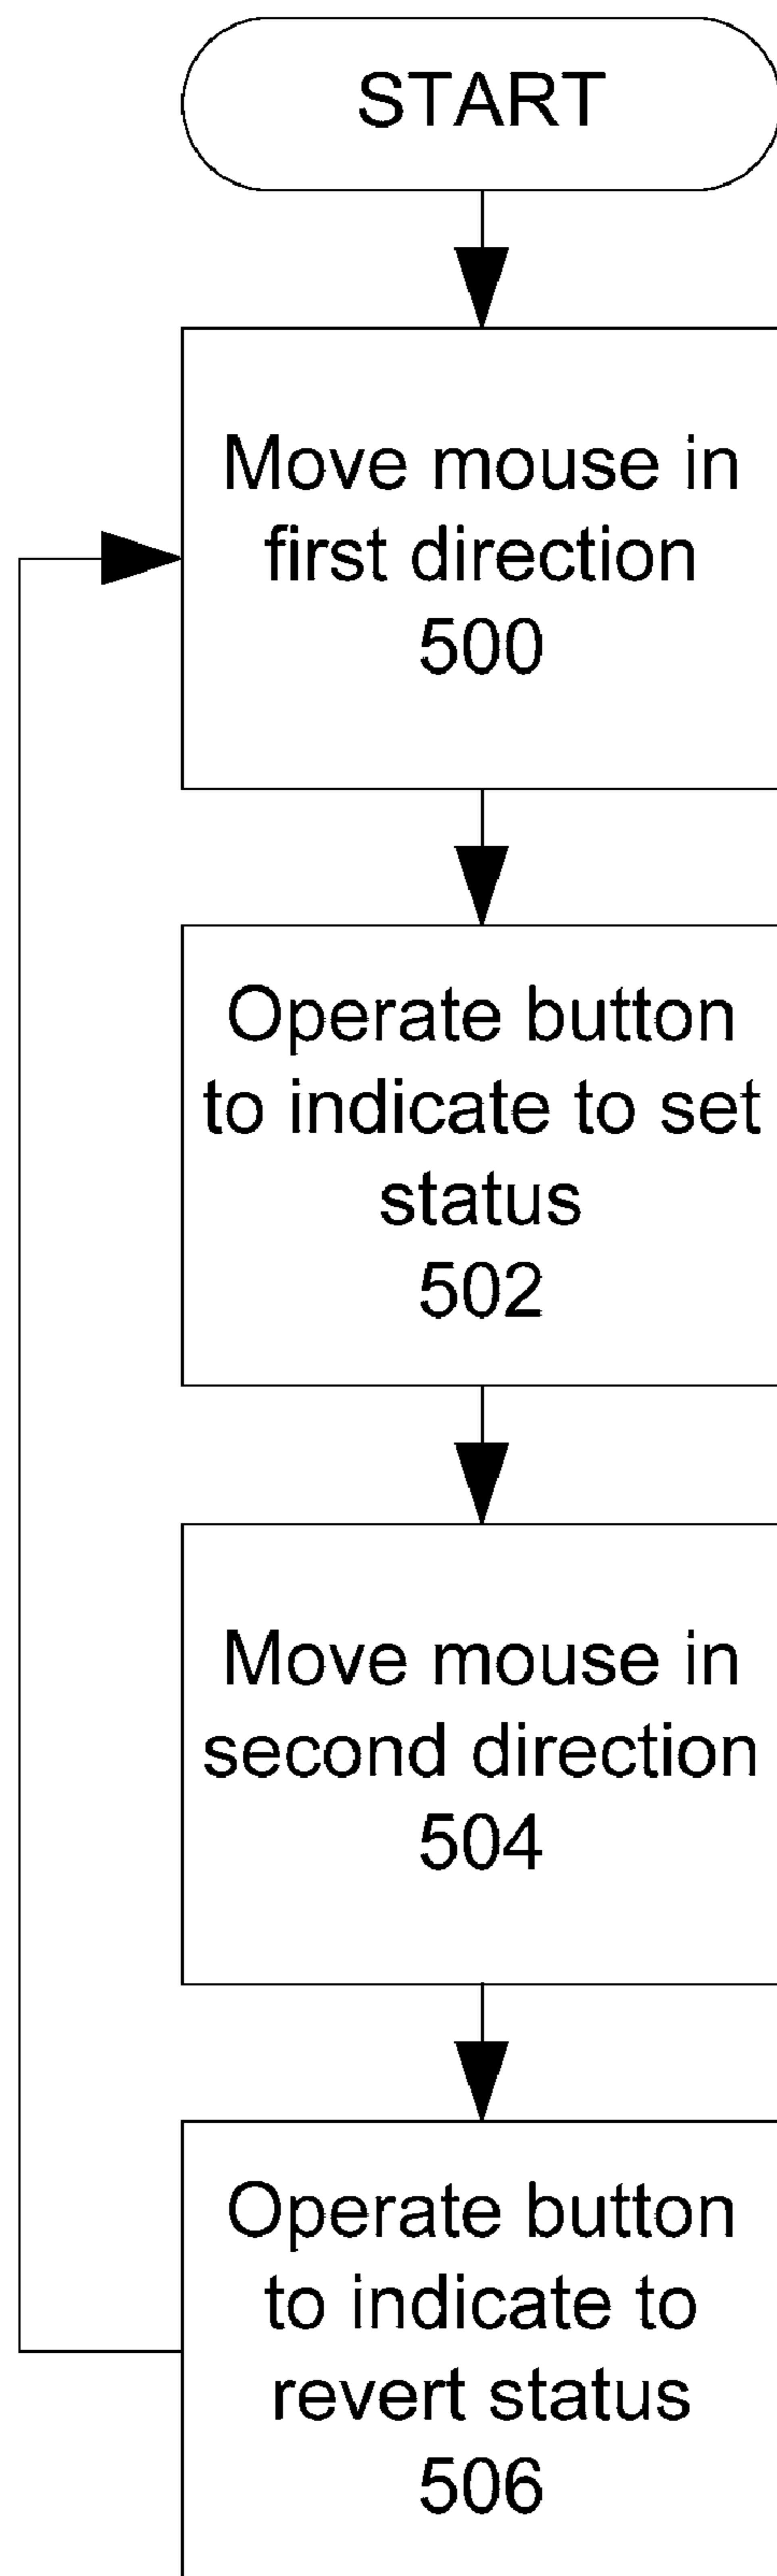 START
Move mouse in
first direction
500
Operate button
to indicate to set
status
502
Move mouse in
second direction
504
Operate button
to indicate to
revert status
506